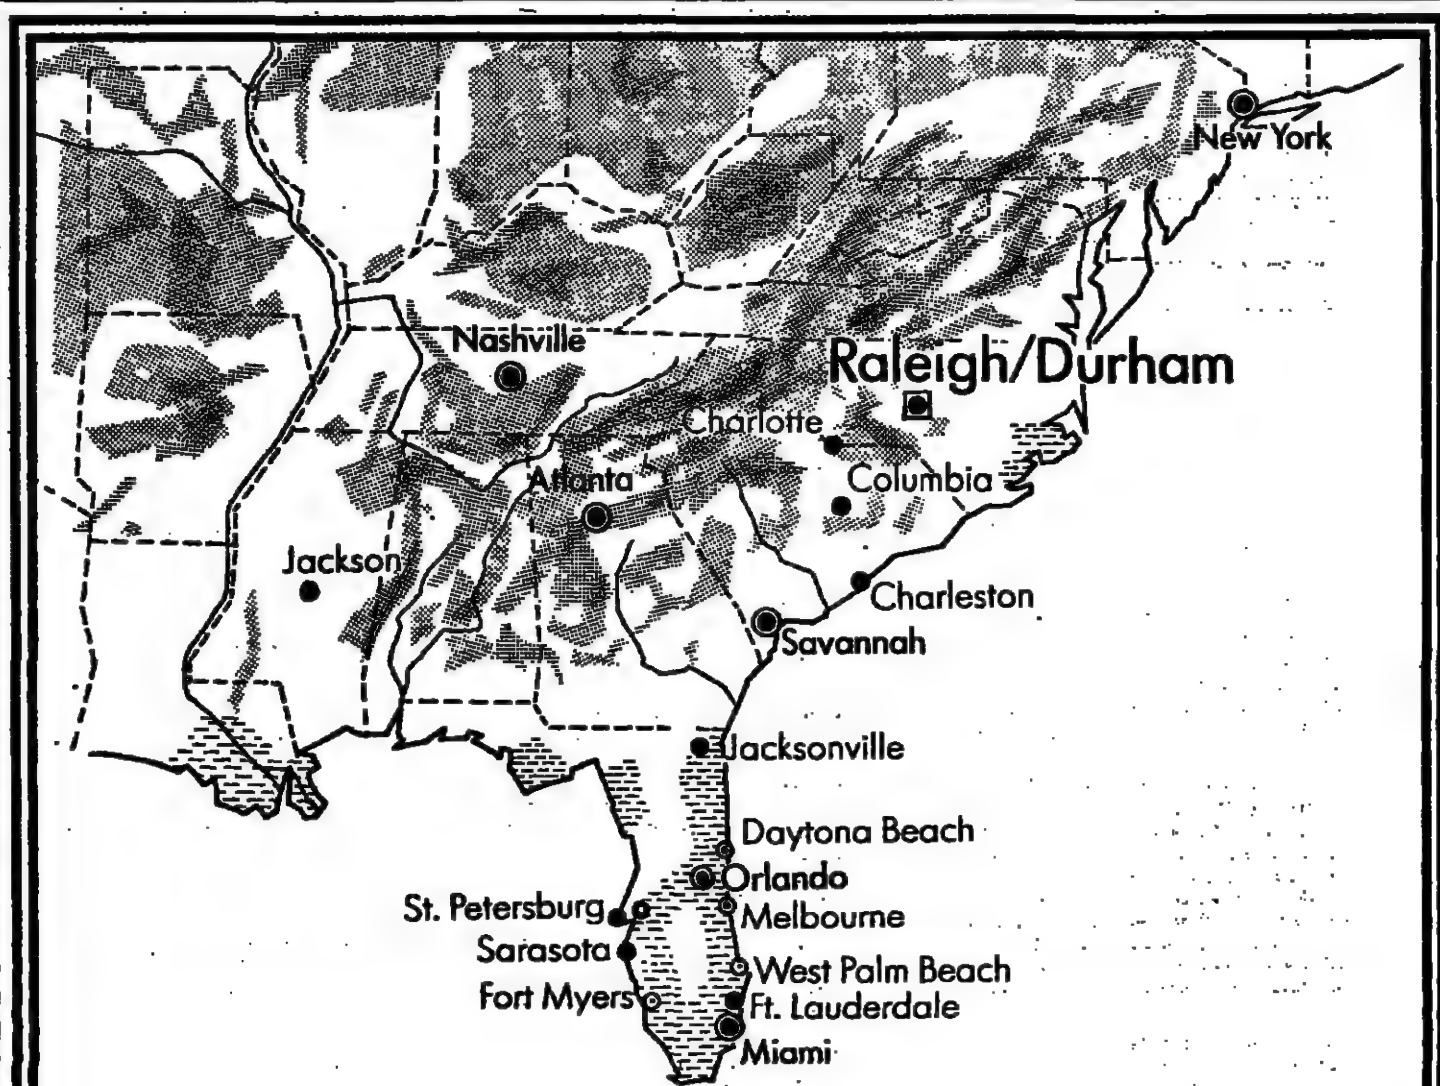 New York
Nashville
Raleigh/Durham
Charlotte
Atlanta
Columbia
Jackson
Charleston
Savannah
Jacksonville
Daytona Beach
Orlando
St. Petersburg
Melbourne
Sarasota
West Palm Beach
Fort Myers
Ft. Lauderdale
Miami